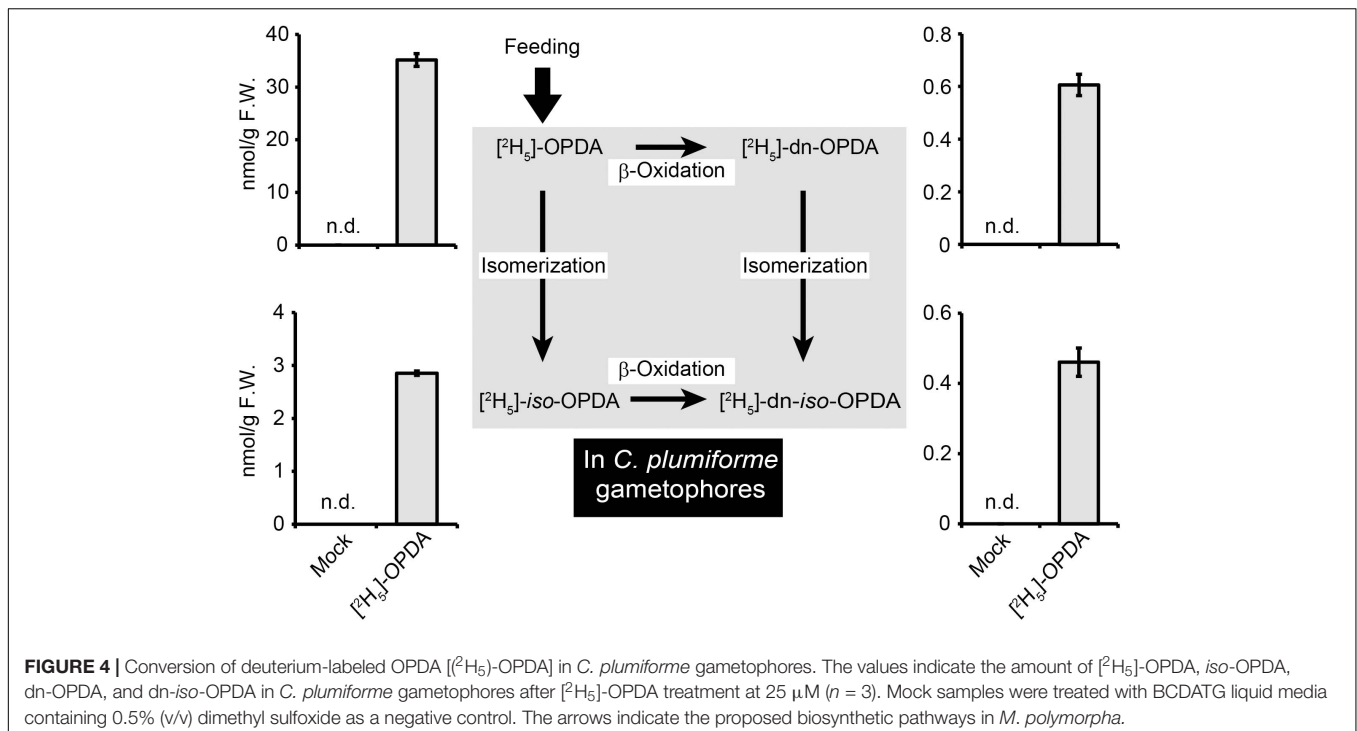 40
30
20
10
0
nmol/g F.W.
n.d.
Feeding
[²H₅]-OPDA
β-Oxidation
[²H₅]-dn-OPDA
Isomerization
Isomerization
[²H₅]-iso-OPDA
β-Oxidation
[²H₅]-dn-iso-OPDA
In C. plumiforme
gametophores
0.8
0.6
0.4
0.2
0
n.d.
4
3
2
1
0
nmol/g F.W.
n.d.
Mock
[²H₅]-OPDA
0.6
0.4
0.2
0
n.d.
Mock
[²H₅]-OPDA
FIGURE 4 | Conversion of deuterium-labeled OPDA [(²H₅)-OPDA] in C. plumiforme gametophores. The values indicate the amount of [²H₅]-OPDA, iso-OPDA,
dn-OPDA, and dn-iso-OPDA in C. plumiforme gametophores after [²H₅]-OPDA treatment at 25 μM (n = 3). Mock samples were treated with BCDATG liquid media
containing 0.5% (v/v) dimethyl sulfoxide as a negative control. The arrows indicate the proposed biosynthetic pathways in M. polymorpha.